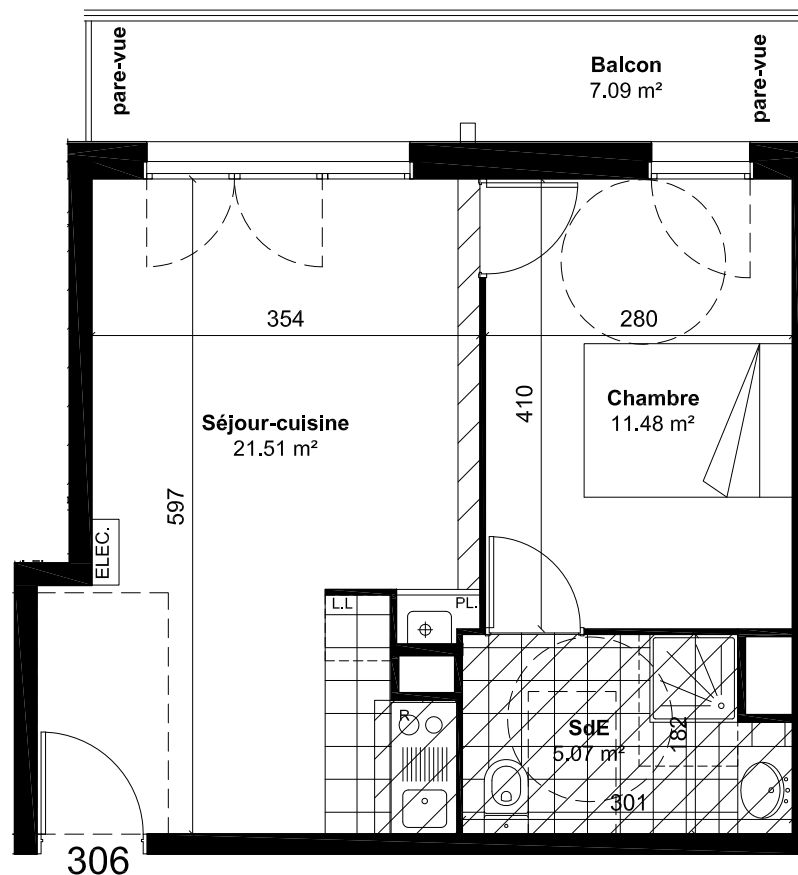 pare-vue
Balcon
7.09 m²
pare-vue
354
280
410
Chambre
11.48 m²
Séjour-cuisine
21.51 m²
597
ELEC.
L.L
PL.
R
SdE
5.07 m²
182
301
306